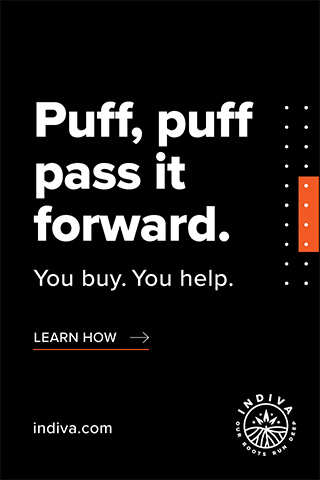 Puff, puff
pass it
forward.
You buy. You help.
LEARN HOW
indiva.com
INDIVA
OUR ROOTS RUN DEEP